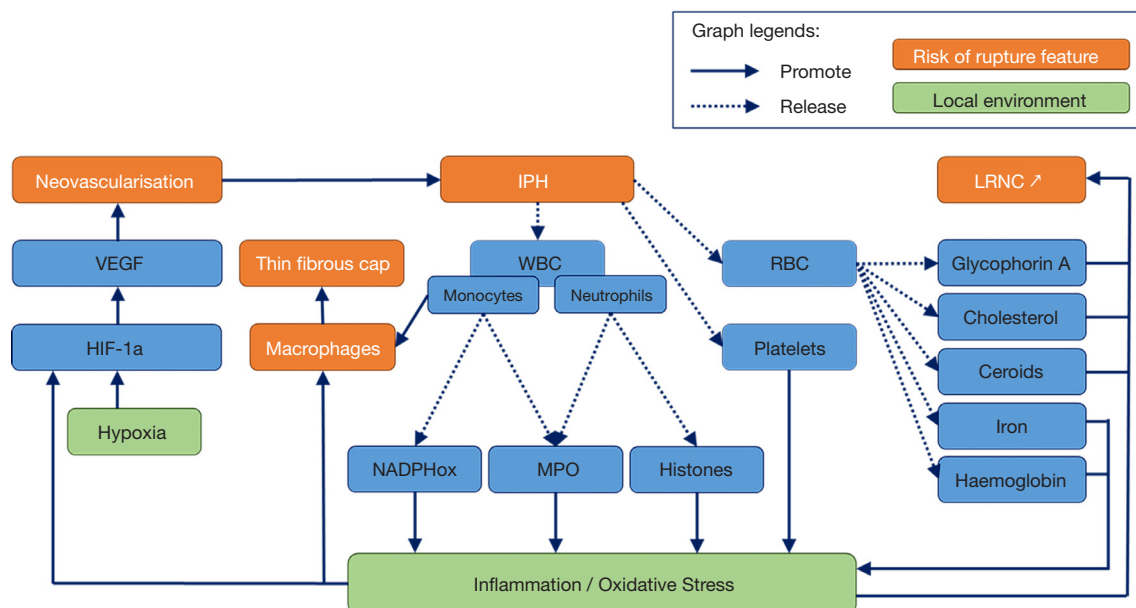 Graph legends:
Promote
Release
Risk of rupture feature
Local environment
Neovascularisation
IPH
LRNC ↗
VEGF
Thin fibrous cap
WBC
Monocytes
Neutrophils
RBC
Glycophorin A
Cholesterol
HIF-1a
Macrophages
Platelets
Ceroids
Hypoxia
Iron
NADPHox
MPO
Histones
Haemoglobin
Inflammation / Oxidative Stress